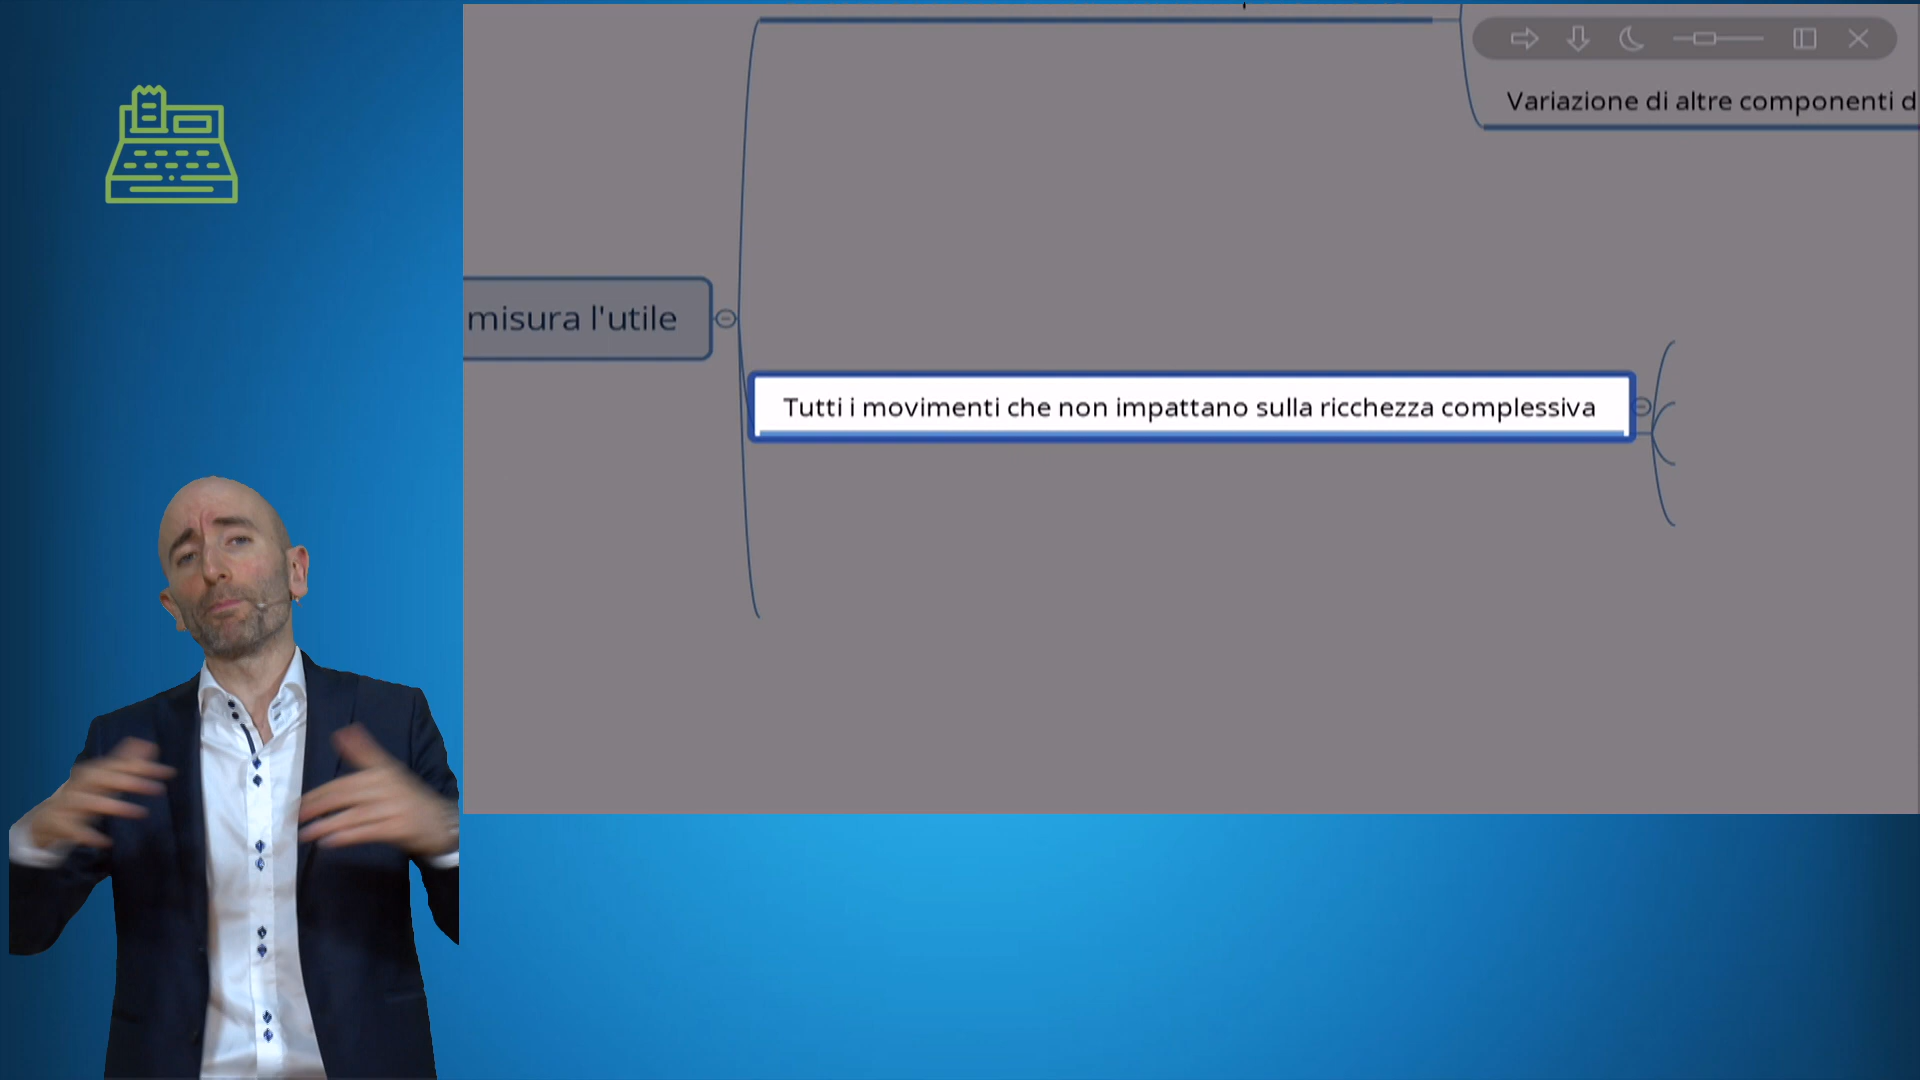 Variazione di altre componenti d
misura l'utile
Tutti i movimenti che non impattano sulla ricchezza complessiva